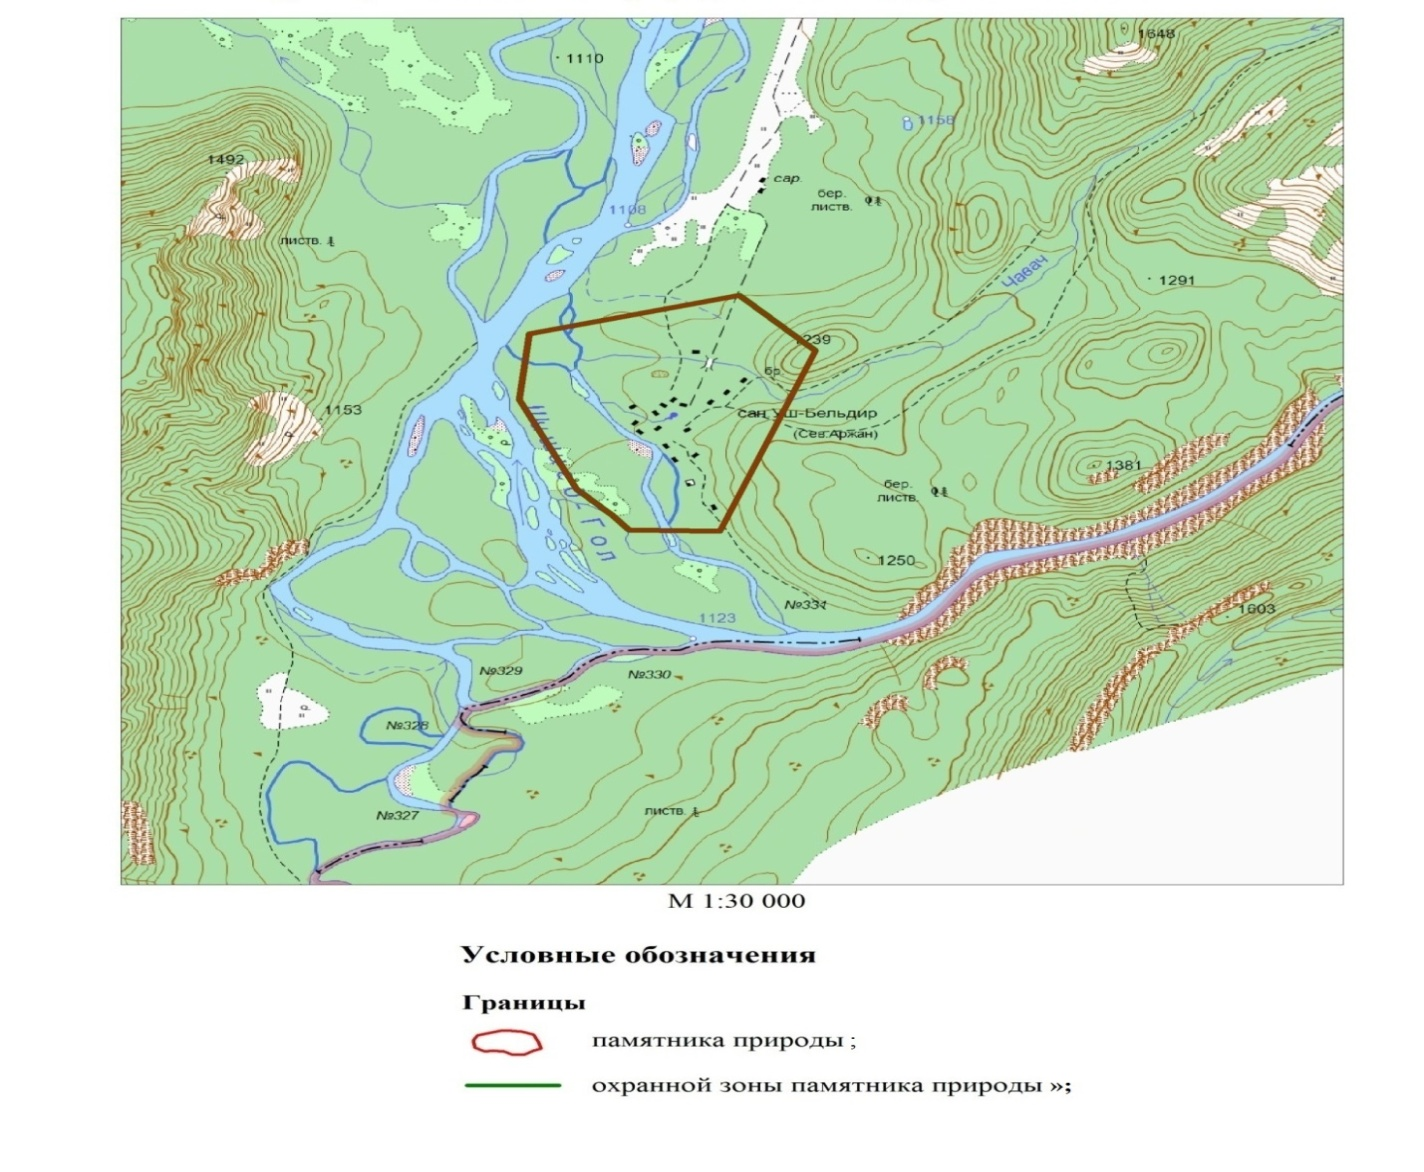 1648
1110
1158
1492
сар.
бер.
листв.
1108
листв.
Чавач
1291
239
бр.
1153
сан. Уш-Бельдир
(Сев.Аржан)
1381
бер.
листв.
ГОЛ
1250
№331
1603
1123
№329
№330
№328
листв.
№327
М 1:30 000
Условные обозначения
Границы
памятника природы ;
охранной зоны памятника природы »;